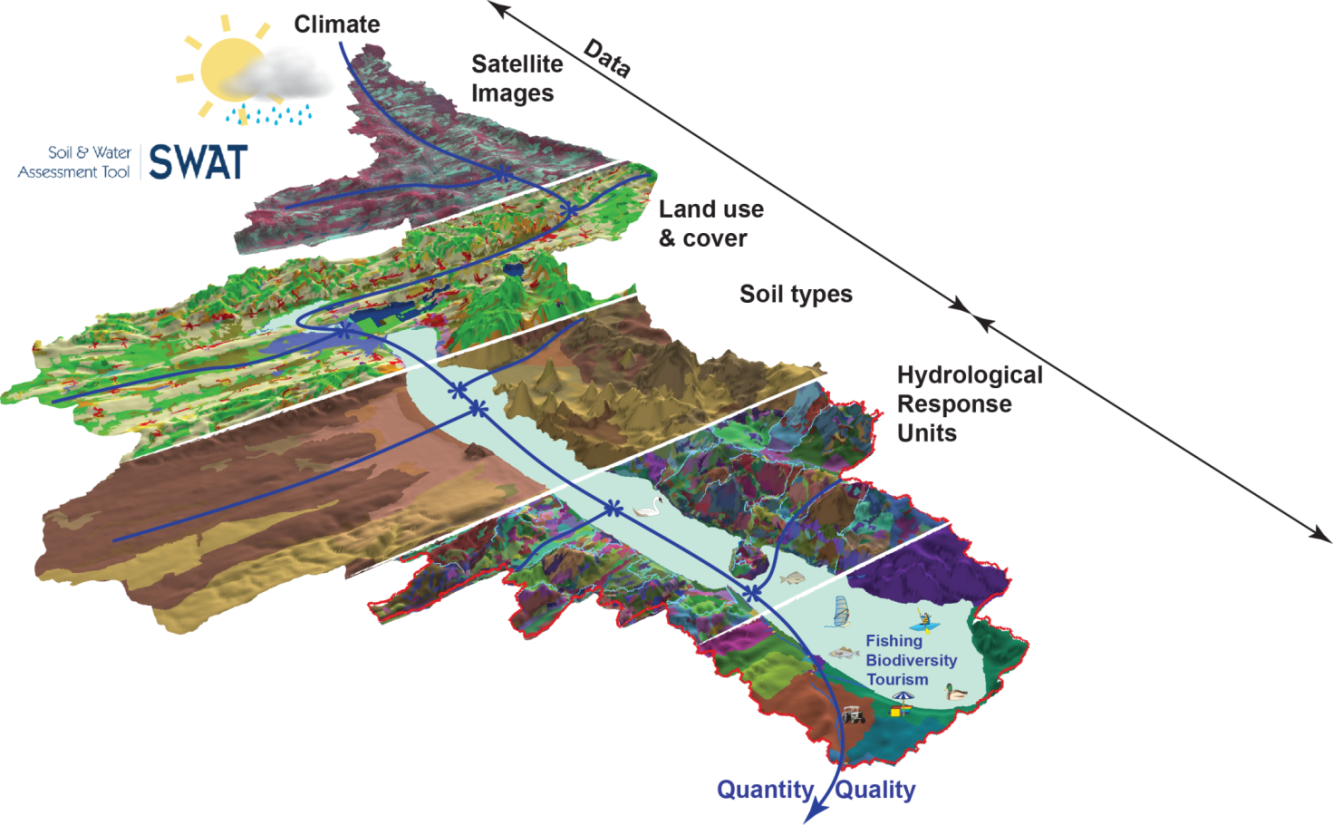 Climate
Data
Satellite
Images
Soil & Water
Assessment Tool
SWAT
Land use
& cover
Soil types
Hydrological
Response
Units
Fishing
Biodiversity
Tourism
Quantity
Quality